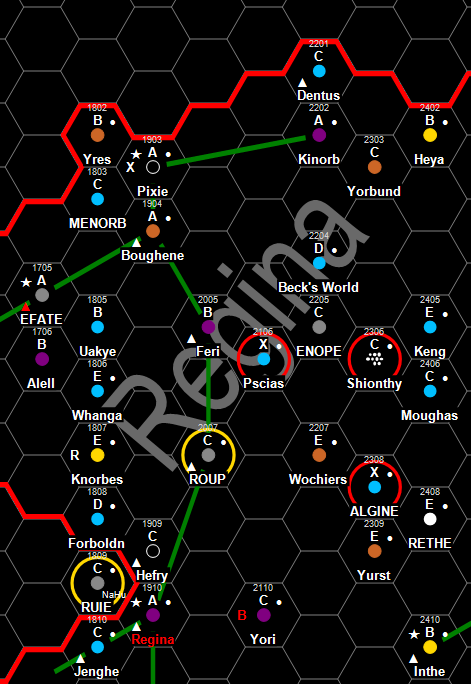 2201
C
Dentus
1802
B
Yres
2202
A
Kinorb
2402
B
Heya
1903
A
X
Pixie
2303
C
Yorbund
1803
C
MENORB
1904
A
Boughene
2204
D
Beck's World
Regina
1705
A
EFATE
1805
B
Uakye
2005
B
Feri
2205
C
ENOPE
2405
E
Keng
1706
B
Alell
2106
X
Pscias
2306
C
Shionthy
1806
E
Whanga
2406
C
Moughas
1807
E
R
Knorbes
2007
C
ROUP
2207
E
Wochiers
2308
X
ALGINE
1808
D
Forboldn
2408
E
RETHE
1909
C
Hefry
2309
E
Yurst
1809
C
NaHu
RUIE
1910
A
Regina
2110
C
B
Yori
1810
C
Jenghe
2410
B
Inthe